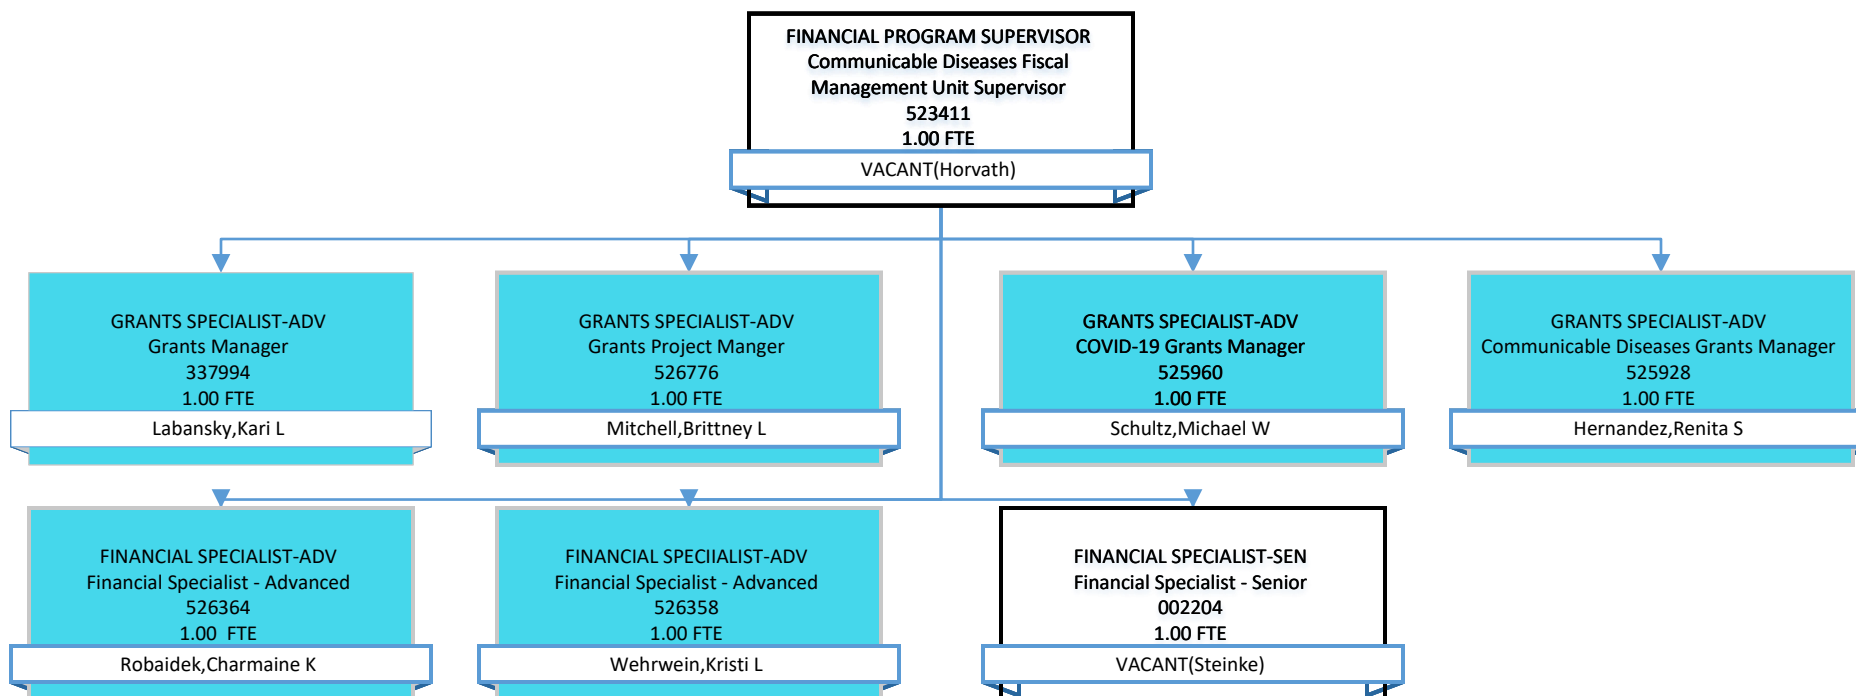 FINANCIAL PROGRAM SUPERVISOR
Communicable Diseases Fiscal
Management Unit Supervisor
523411
1.00 FTE
VACANT(Horvath)
GRANTS SPECIALIST-ADV
Grants Manager
337994
1.00 FTE
Labansky,Kari L
GRANTS SPECIALIST-ADV
Grants Project Manger
526776
1.00 FTE
Mitchell,Brittney L
GRANTS SPECIALIST-ADV
COVID-19 Grants Manager
525960
1.00 FTE
Schultz,Michael W
GRANTS SPECIALIST-ADV
Communicable Diseases Grants Manager
525928
1.00 FTE
Hernandez,Renita S
FINANCIAL SPECIALIST-ADV
Financial Specialist - Advanced
526364
1.00  FTE
Robaidek,Charmaine K
FINANCIAL SPECIIALIST-ADV
Financial Specialist - Advanced
526358
1.00 FTE
Wehrwein,Kristi L
FINANCIAL SPECIALIST-SEN
Financial Specialist - Senior
002204
1.00 FTE
VACANT(Steinke)